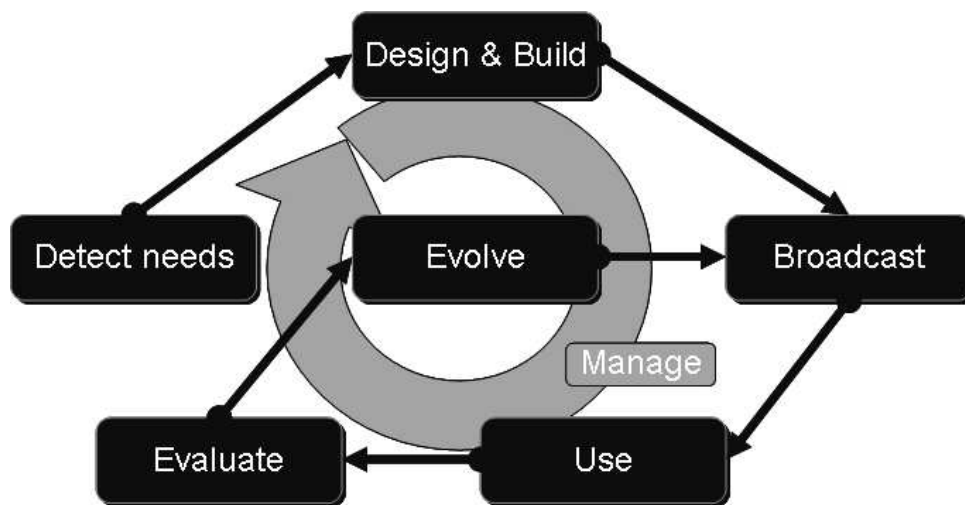 Design & Build
Detect needs
Evolve
Broadcast
Manage
Evaluate
Use